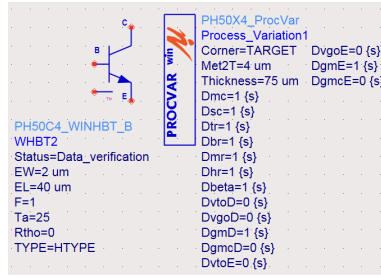 C
B
E
PH50C4_WINHBT_B
WHBT2
Status=Data_verification
EW=2 um
EL=40 um
F=1
Ta=25
Rtho=0
TYPE=HTYPE
PROCVAR win
PH50X4_ProcVar
Process_Variation1
Corner=TARGET DvgoE=0 {s}
Met2T=4 um DgmE=1 {s}
Thickness=75 um DgmcE=0 {s}
Dmc=1 {s}
Dsc=1 {s}
Dtr=1 {s}
Dbr=1 {s}
Dmr=1 {s}
Dhr=1 {s}
Dbeta=1 {s}
DvtoD=0 {s}
DvgoD=0 {s}
DgmD=1 {s}
DgmcD=0 {s}
DvtoE=0 {s}